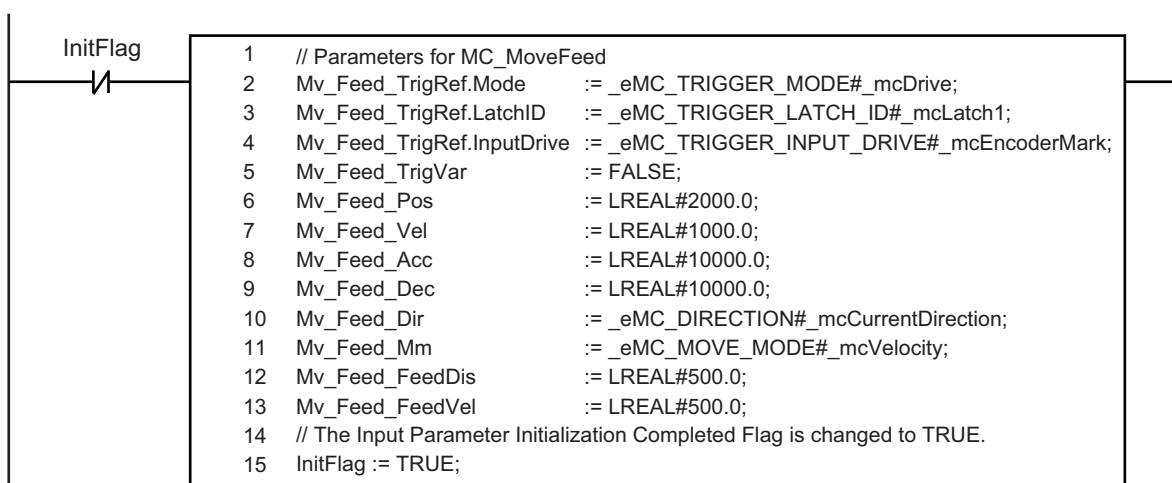 InitFlag
1 // Parameters for MC_MoveFeed
2 Mv_Feed_TrigRef.Mode := _eMC_TRIGGER_MODE#_mcDrive;
3 Mv_Feed_TrigRef.LatchID := _eMC_TRIGGER_LATCH_ID#_mcLatch1;
4 Mv_Feed_TrigRef.InputDrive := _eMC_TRIGGER_INPUT_DRIVE#_mcEncoderMark;
5 Mv_Feed_TrigVar := FALSE;
6 Mv_Feed_Pos := LREAL#2000.0;
7 Mv_Feed_Vel := LREAL#1000.0;
8 Mv_Feed_Acc := LREAL#10000.0;
9 Mv_Feed_Dec := LREAL#10000.0;
10 Mv_Feed_Dir := _eMC_DIRECTION#_mcCurrentDirection;
11 Mv_Feed_Mm := _eMC_MOVE_MODE#_mcVelocity;
12 Mv_Feed_FeedDis := LREAL#500.0;
13 Mv_Feed_FeedVel := LREAL#500.0;
14 // The Input Parameter Initialization Completed Flag is changed to TRUE.
15 InitFlag := TRUE;